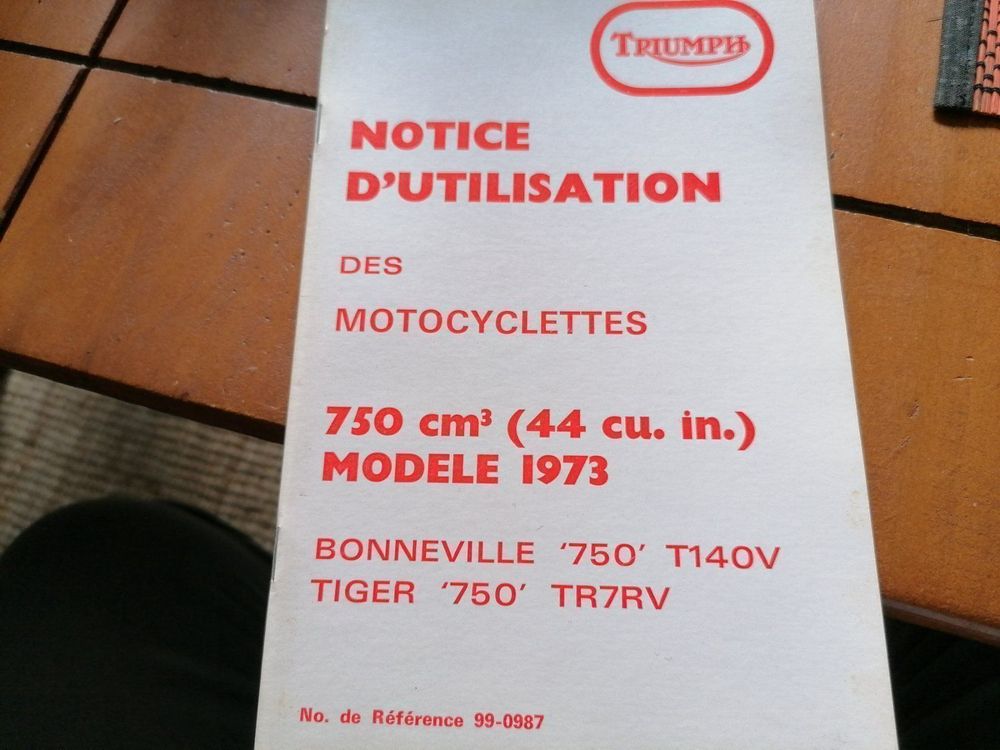 TRIUMPH
NOTICE
D'UTILISATION
DES
MOTOCYCLETTES
750 cm³ (44 cu. in.)
MODELE 1973
BONNEVILLE ‘750’ T140V
TIGER ‘750’ TR7RV
No. de Référence 99-0987